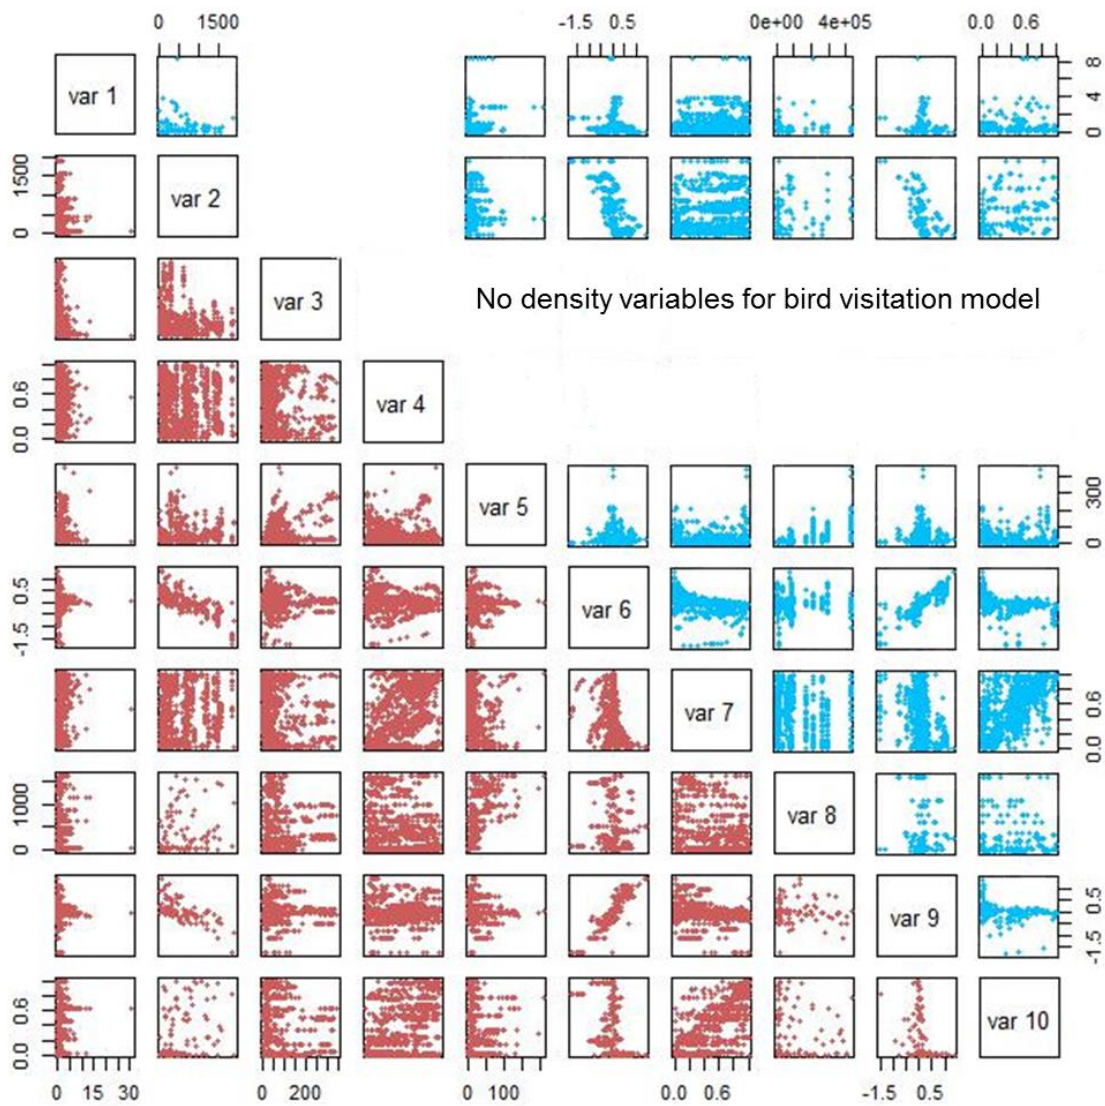 0 1500 -1.5 0.5 0e+00 4e+05 0.0 0.6
var 1 0 4 8
0 1500 var 2
var 3 No density variables for bird visitation model
0.0 0.6 var 4
var 5 0 300
-1.5 0.5 var 6
var 7 0.0 0.6
0 1000 var 8
var 9 -1.5 0.5
0.0 0.6 var 10
0 15 30 0 200 0 100 0.0 0.6 -1.5 0.5